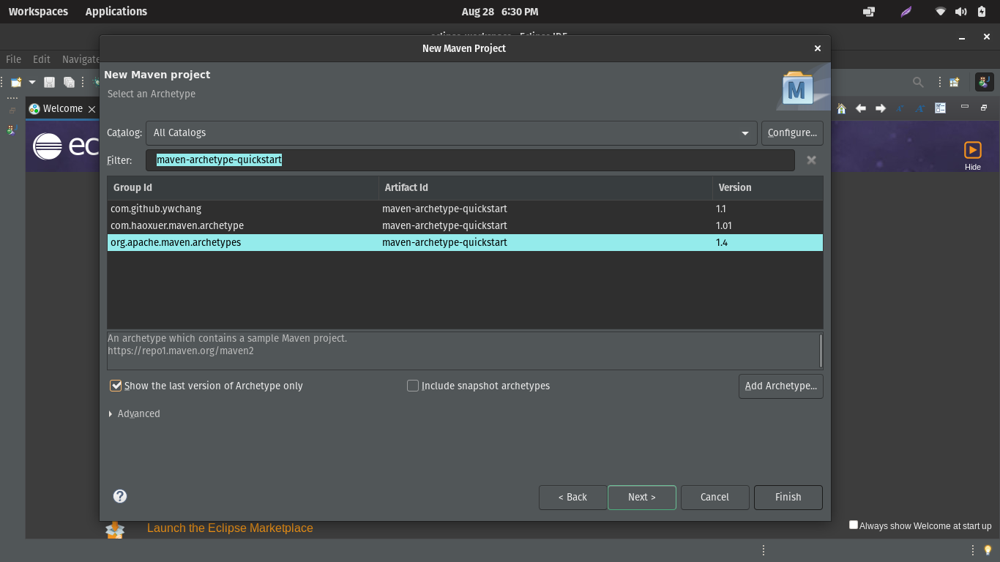 Workspaces Applications Aug 28 6:30 PM
New Maven Project
File Edit Navigate
New Maven project
Select an Archetype
M
Welcome
Catalog: All Catalogs Configure...
ec
Filter: maven-archetype-quickstart
Hide
Group Id Artifact Id Version
com.github.ywchang maven-archetype-quickstart 1.1
com.haoxuer.maven.archetype maven-archetype-quickstart 1.01
org.apache.maven.archetypes maven-archetype-quickstart 1.4
An archetype which contains a sample Maven project.
https://repo1.maven.org/maven2
Show the last version of Archetype only Include snapshot archetypes Add Archetype...
Advanced
? < Back Next > Cancel Finish
Launch the Eclipse Marketplace Always show Welcome at start up